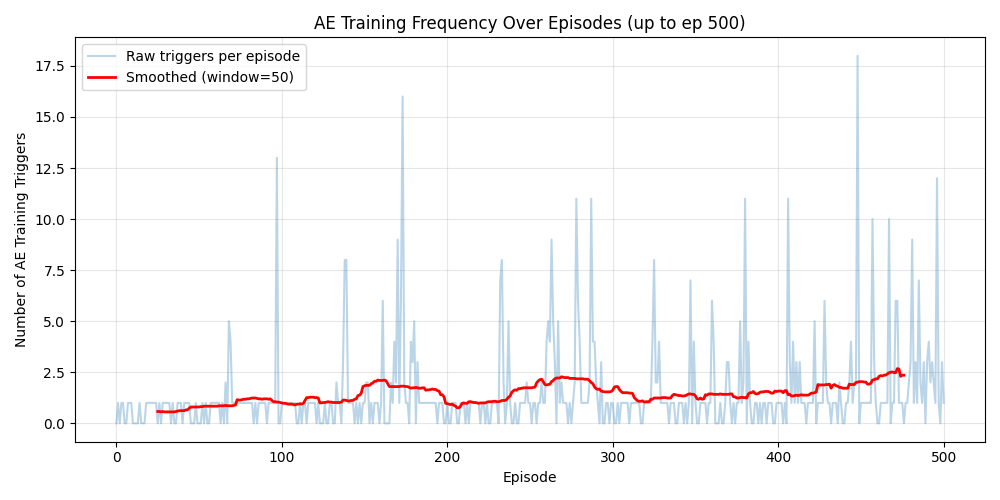 AE Training Frequency Over Episodes (up to ep 500)
Raw triggers per episode
Smoothed (window=50)
Number of AE Training Triggers
17.5
15.0
12.5
10.0
7.5
5.0
2.5
0.0
0 100 200 300 400 500
Episode